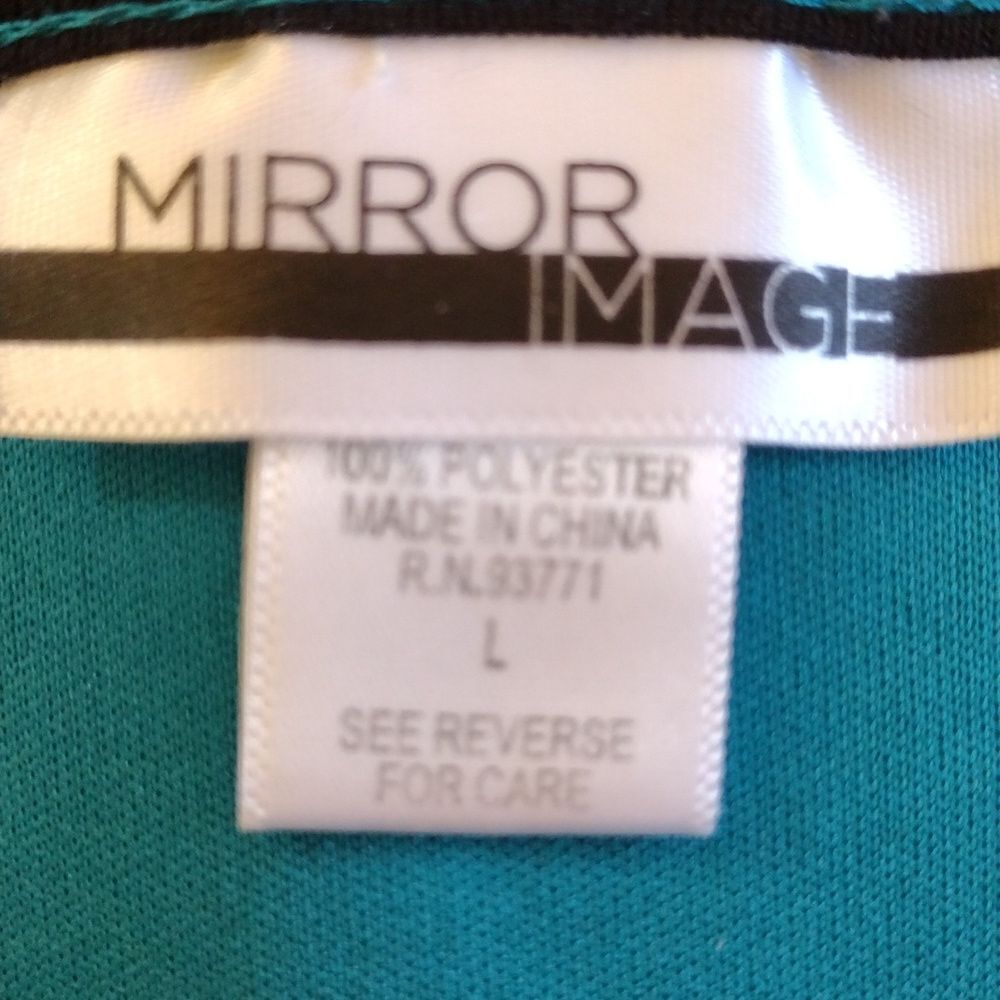 MIRROR
IMAGE
100% POLYESTER
MADE IN CHINA
R.N.93771
L
SEE REVERSE
FOR CARE